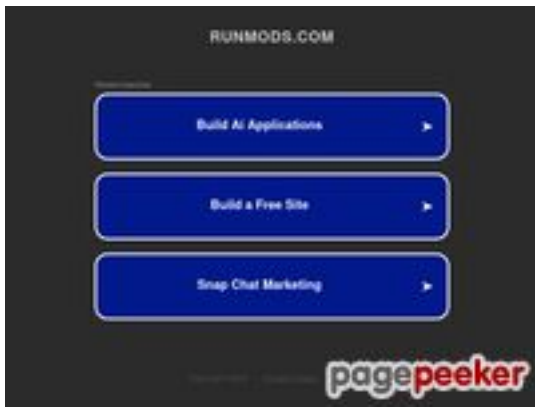 RUNMODS.COM
Build Ai Applications
Build a Free Site
Snap Chat Marketing
pagepeeker